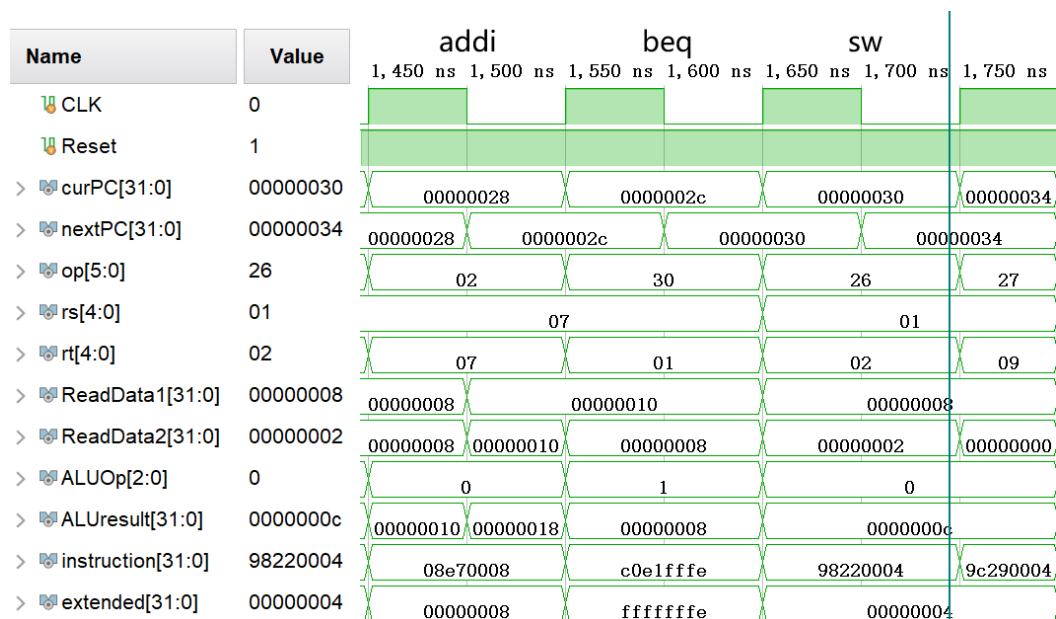 addi beq sw
Name Value 1,450 ns 1,500 ns 1,550 ns 1,600 ns 1,650 ns 1,700 ns 1,750 ns
CLK 0
Reset 1
curPC[31:0] 00000030 00000028 0000002c 00000030 00000034
nextPC[31:0] 00000034 00000028 0000002c 00000030 00000034
op[5:0] 26 02 30 26 27
rs[4:0] 01 07 01
rt[4:0] 02 07 01 02 09
ReadData1[31:0] 00000008 00000008 00000010 00000008
ReadData2[31:0] 00000002 00000008 00000010 00000008 00000002 00000000
ALUOp[2:0] 0 0 1 0
ALUresult[31:0] 0000000c 00000010 00000018 00000008 0000000c
instruction[31:0] 98220004 08e70008 c0e1fffe 98220004 9c290004
extended[31:0] 00000004 00000008 fffffffe 00000004